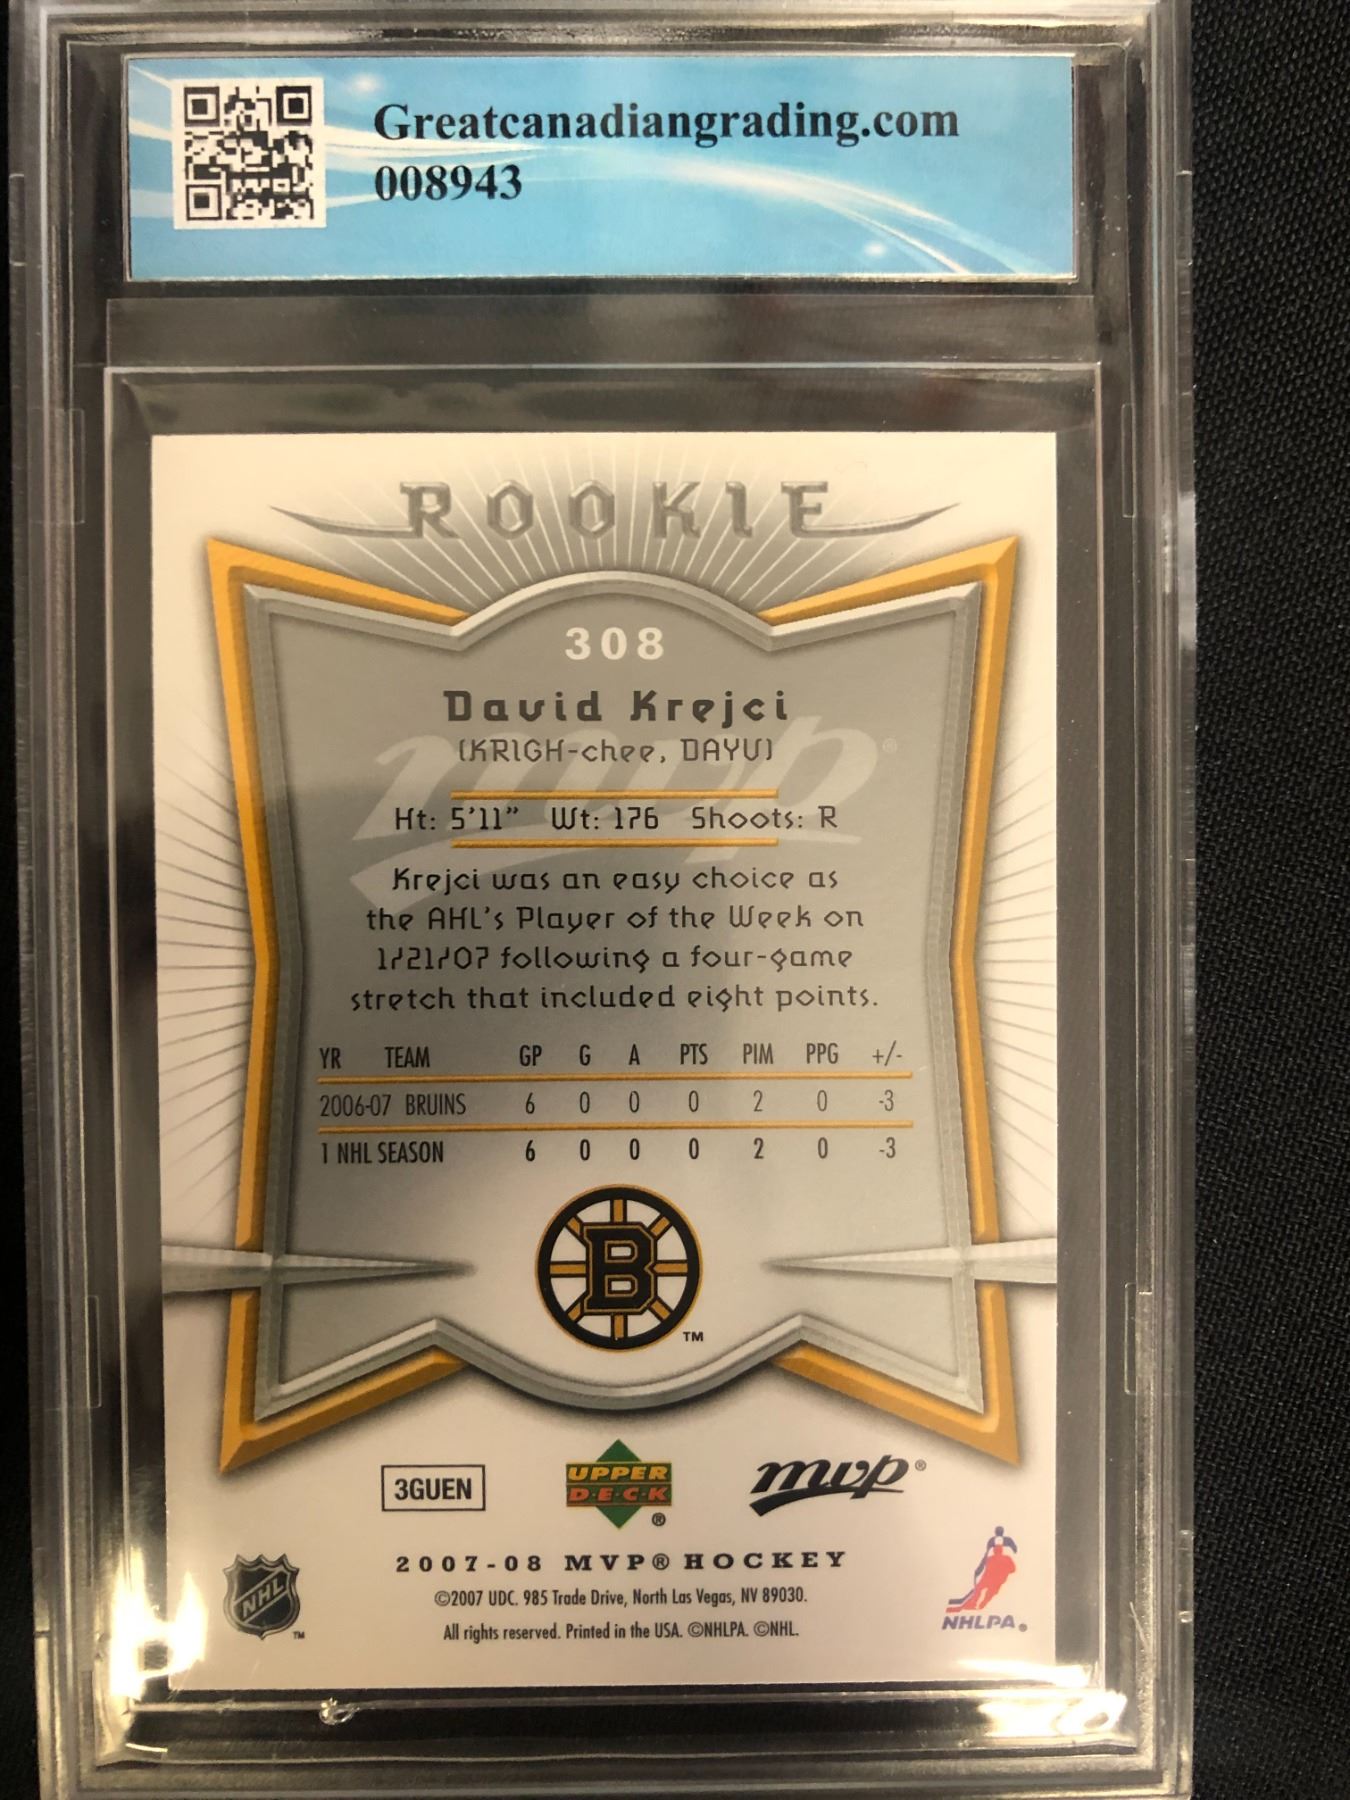 Greatcanadiangrading.com
008943
ROOKIE
308
David Krejci
(KRIGH-chee, DAYV)
mvp®
Ht: 5'11" Wt: 176 Shoots: R
Krejci was an easy choice as
the AHL's Player of the Week on
1/21/07 following a four-game
stretch that included eight points.
YR TEAM GP G A PTS PIM PPG +/-
2006-07 BRUINS 6 0 0 0 2 0 -3
1 NHL SEASON 6 0 0 0 2 0 -3
B
TM
3GUEN
UPPER
D·E·C·K
®
mvp®
2007-08 MVP® HOCKEY
©2007 UDC. 985 Trade Drive, North Las Vegas, NV 89030.
All rights reserved. Printed in the USA. ©NHLPA. ©NHL.
NHL
TM
NHLPA®